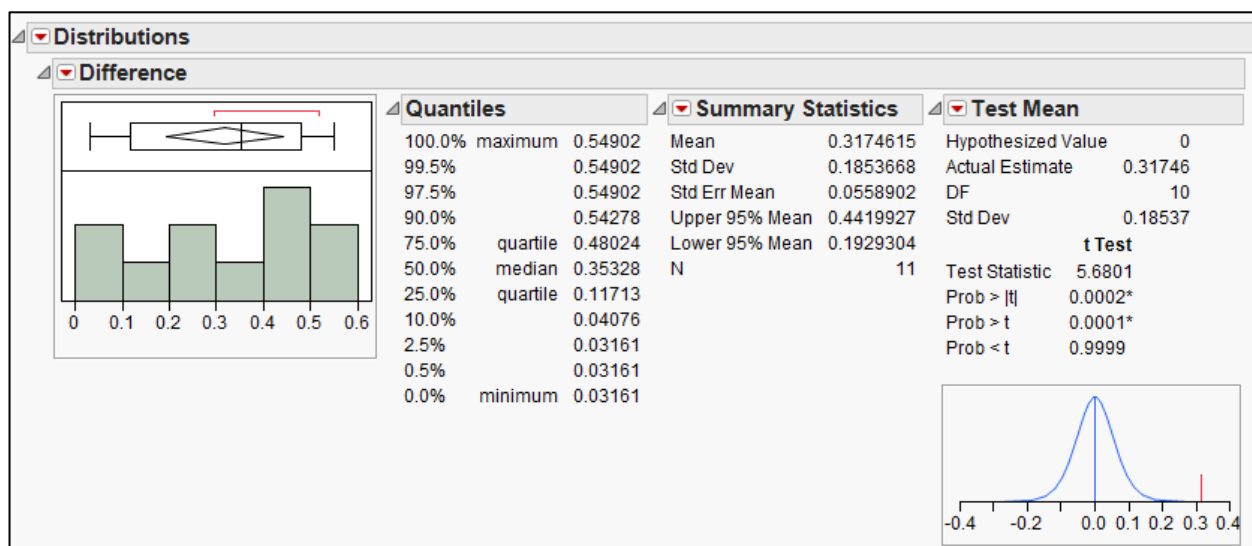 Distributions
Difference
0 0.1 0.2 0.3 0.4 0.5 0.6
Quantiles
100.0% maximum 0.54902
99.5% 0.54902
97.5% 0.54902
90.0% 0.54278
75.0% quartile 0.48024
50.0% median 0.35328
25.0% quartile 0.11713
10.0% 0.04076
2.5% 0.03161
0.5% 0.03161
0.0% minimum 0.03161
Summary Statistics
Mean 0.3174615
Std Dev 0.1853668
Std Err Mean 0.0558902
Upper 95% Mean 0.4419927
Lower 95% Mean 0.1929304
N 11
Test Mean
Hypothesized Value 0
Actual Estimate 0.31746
DF 10
Std Dev 0.18537
t Test
Test Statistic 5.6801
Prob > |t| 0.0002*
Prob > t 0.0001*
Prob < t 0.9999
-0.4 -0.2 0.0 0.1 0.2 0.3 0.4